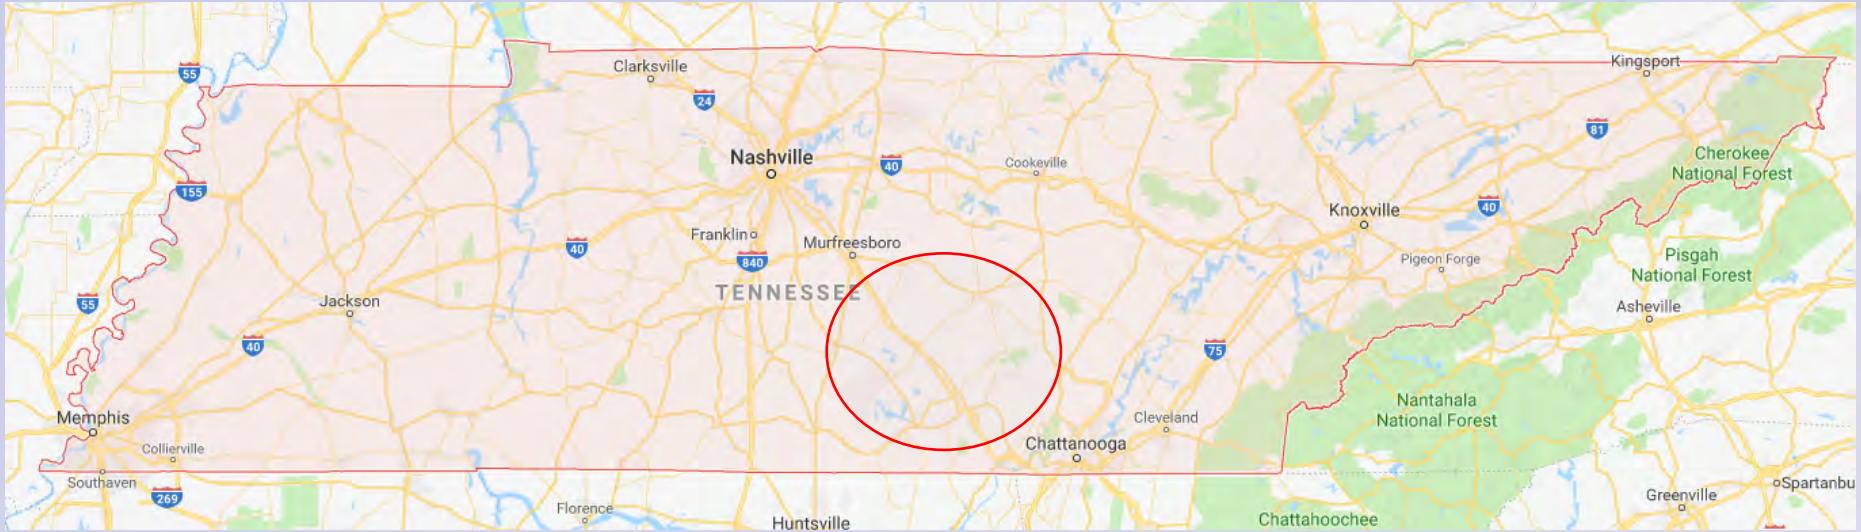 55
Clarksville
Kingsport
24
81
Nashville
40
Cookeville
Cherokee
National Forest
155
Knoxville
40
Franklin
Murfreesboro
40
840
Pigeon Forge
Pisgah
National Forest
TENNESSEE
55
Jackson
Asheville
40
75
Nantahala
National Forest
Memphis
Cleveland
Collierville
Chattanooga
Southaven
Spartanbu
269
Greenville
Florence
Huntsville
Chattahoochee